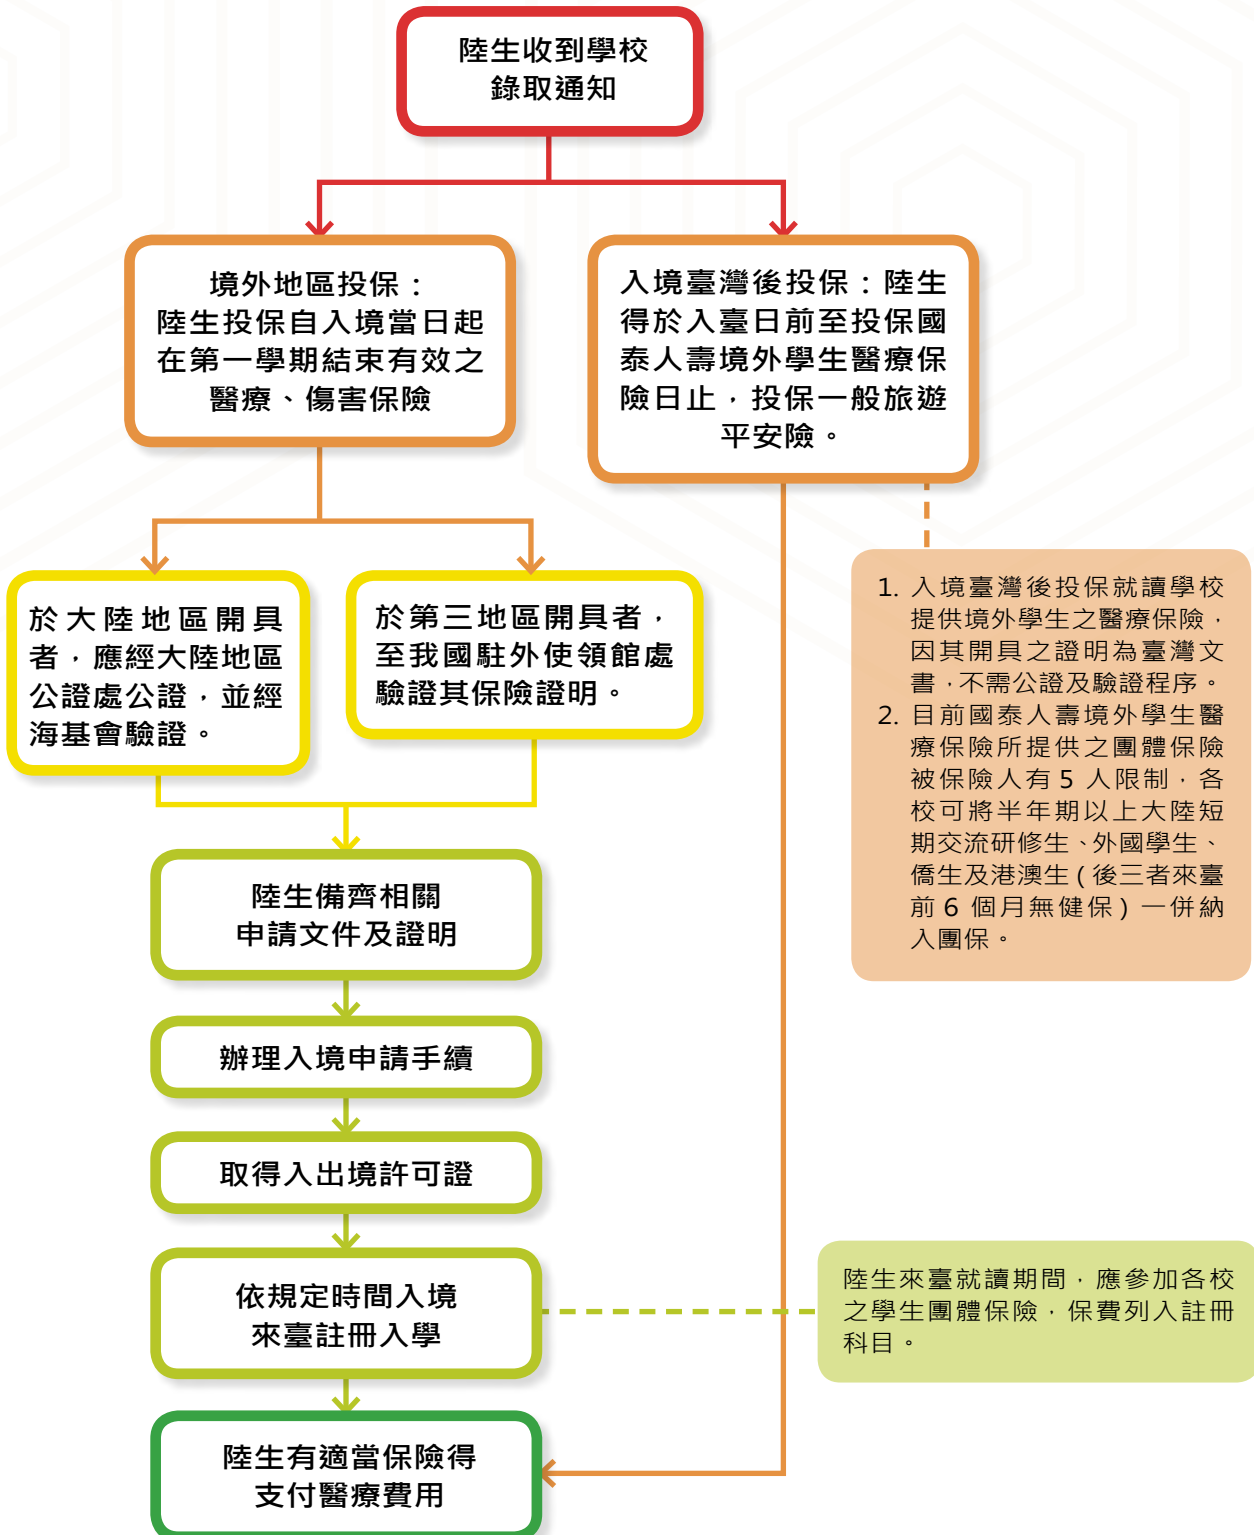 陸生收到學校
錄取通知
境外地區投保：
陸生投保自入境當日起
在第一學期結束有效之
醫療、傷害保險
入境臺灣後投保：陸生
得於入臺日前至投保國
泰人壽境外學生醫療保
險日止，投保一般旅遊
平安險。
於大陸地區開具
者，應經大陸地區
公證處公證，並經
海基會驗證。
於第三地區開具者，
至我國駐外使領館處
驗證其保險證明。
1. 入境臺灣後投保就讀學校
提供境外學生之醫療保險，
因其開具之證明為臺灣文
書，不需公證及驗證程序。
2. 目前國泰人壽境外學生醫
療保險所提供之團體保險
被保險人有 5 人限制，各
校可將半年期以上大陸短
期交流研修生、外國學生、
僑生及港澳生 ( 後三者來臺
前 6 個月無健保 ) 一併納
入團保。
陸生備齊相關
申請文件及證明
辦理入境申請手續
取得入出境許可證
依規定時間入境
來臺註冊入學
陸生來臺就讀期間，應參加各校
之學生團體保險，保費列入註冊
科目。
陸生有適當保險得
支付醫療費用